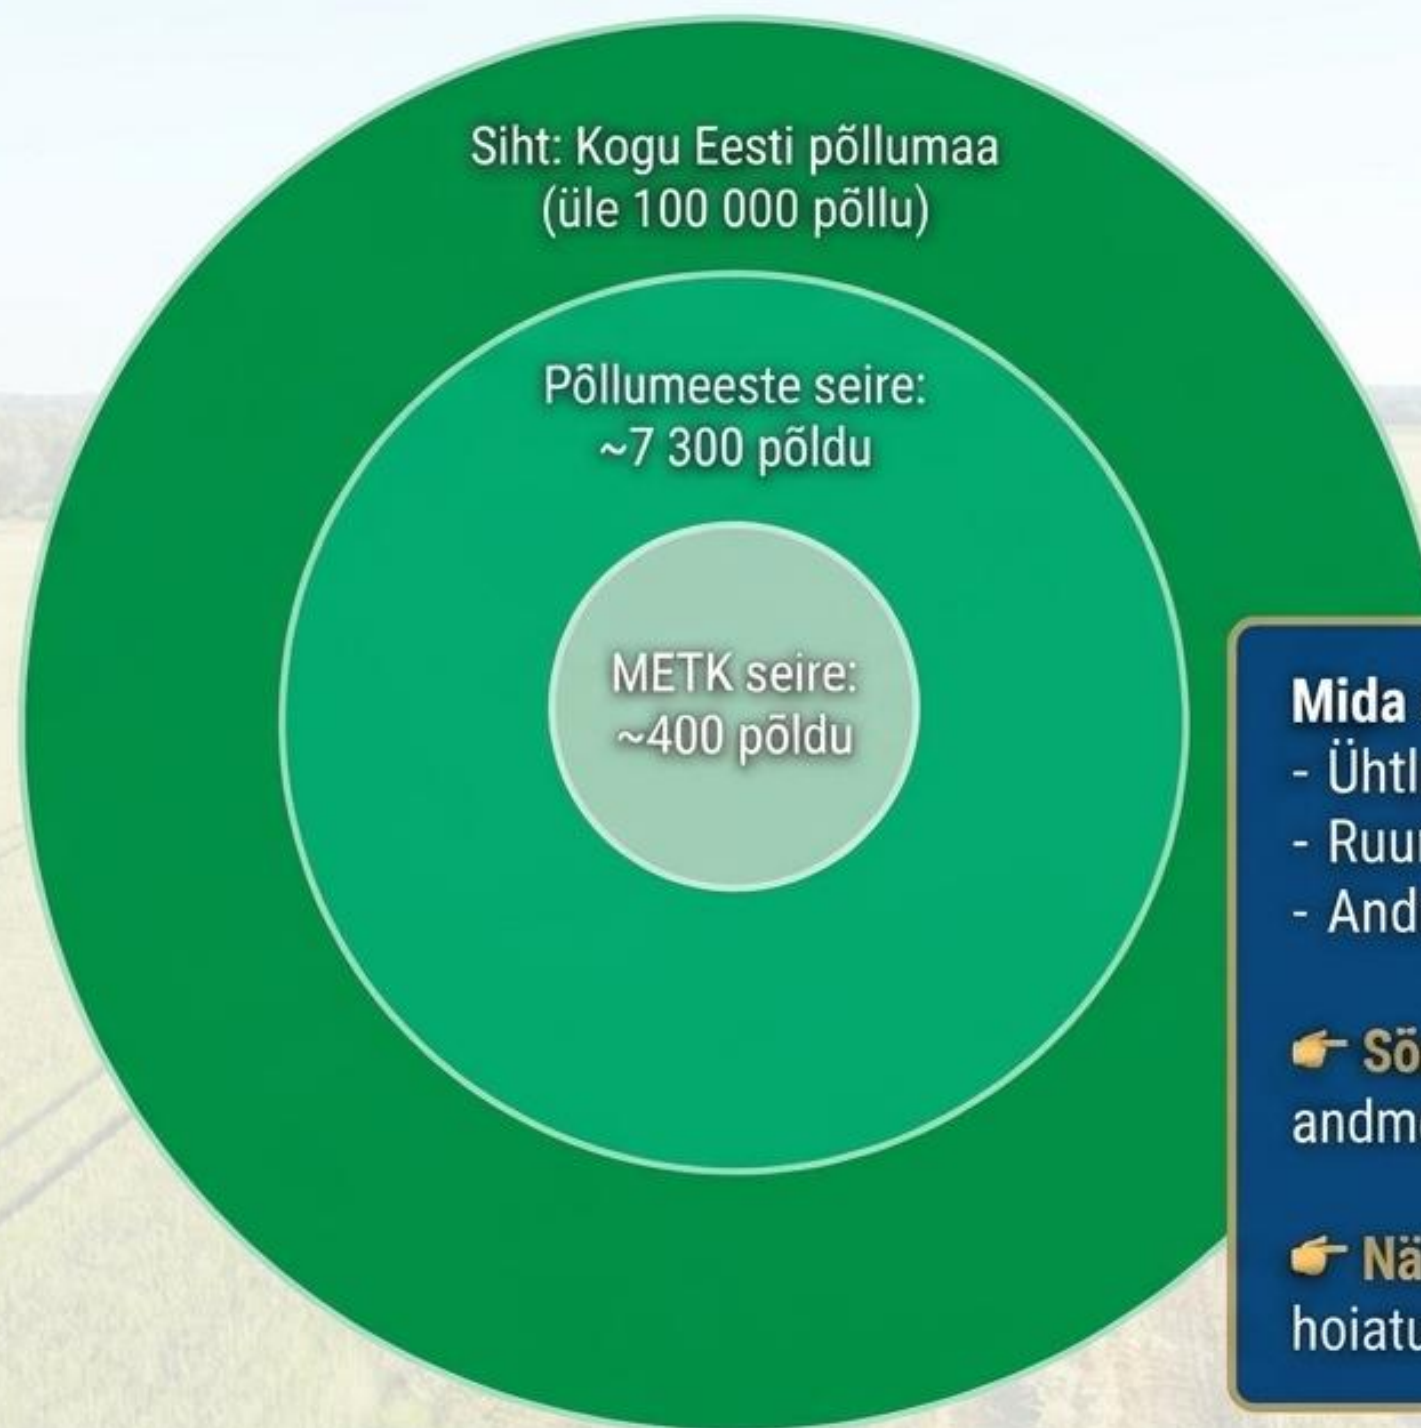 Siht: Kogu Eesti põllumaa
(üle 100 000 põllu)
Põllumeeste seire:
~7 300 põldu
METK seire:
~400 põldu
Mida
- Ühtl
- Ruu
- And
👉 Sö
andm
👉 Nä
hoiatu